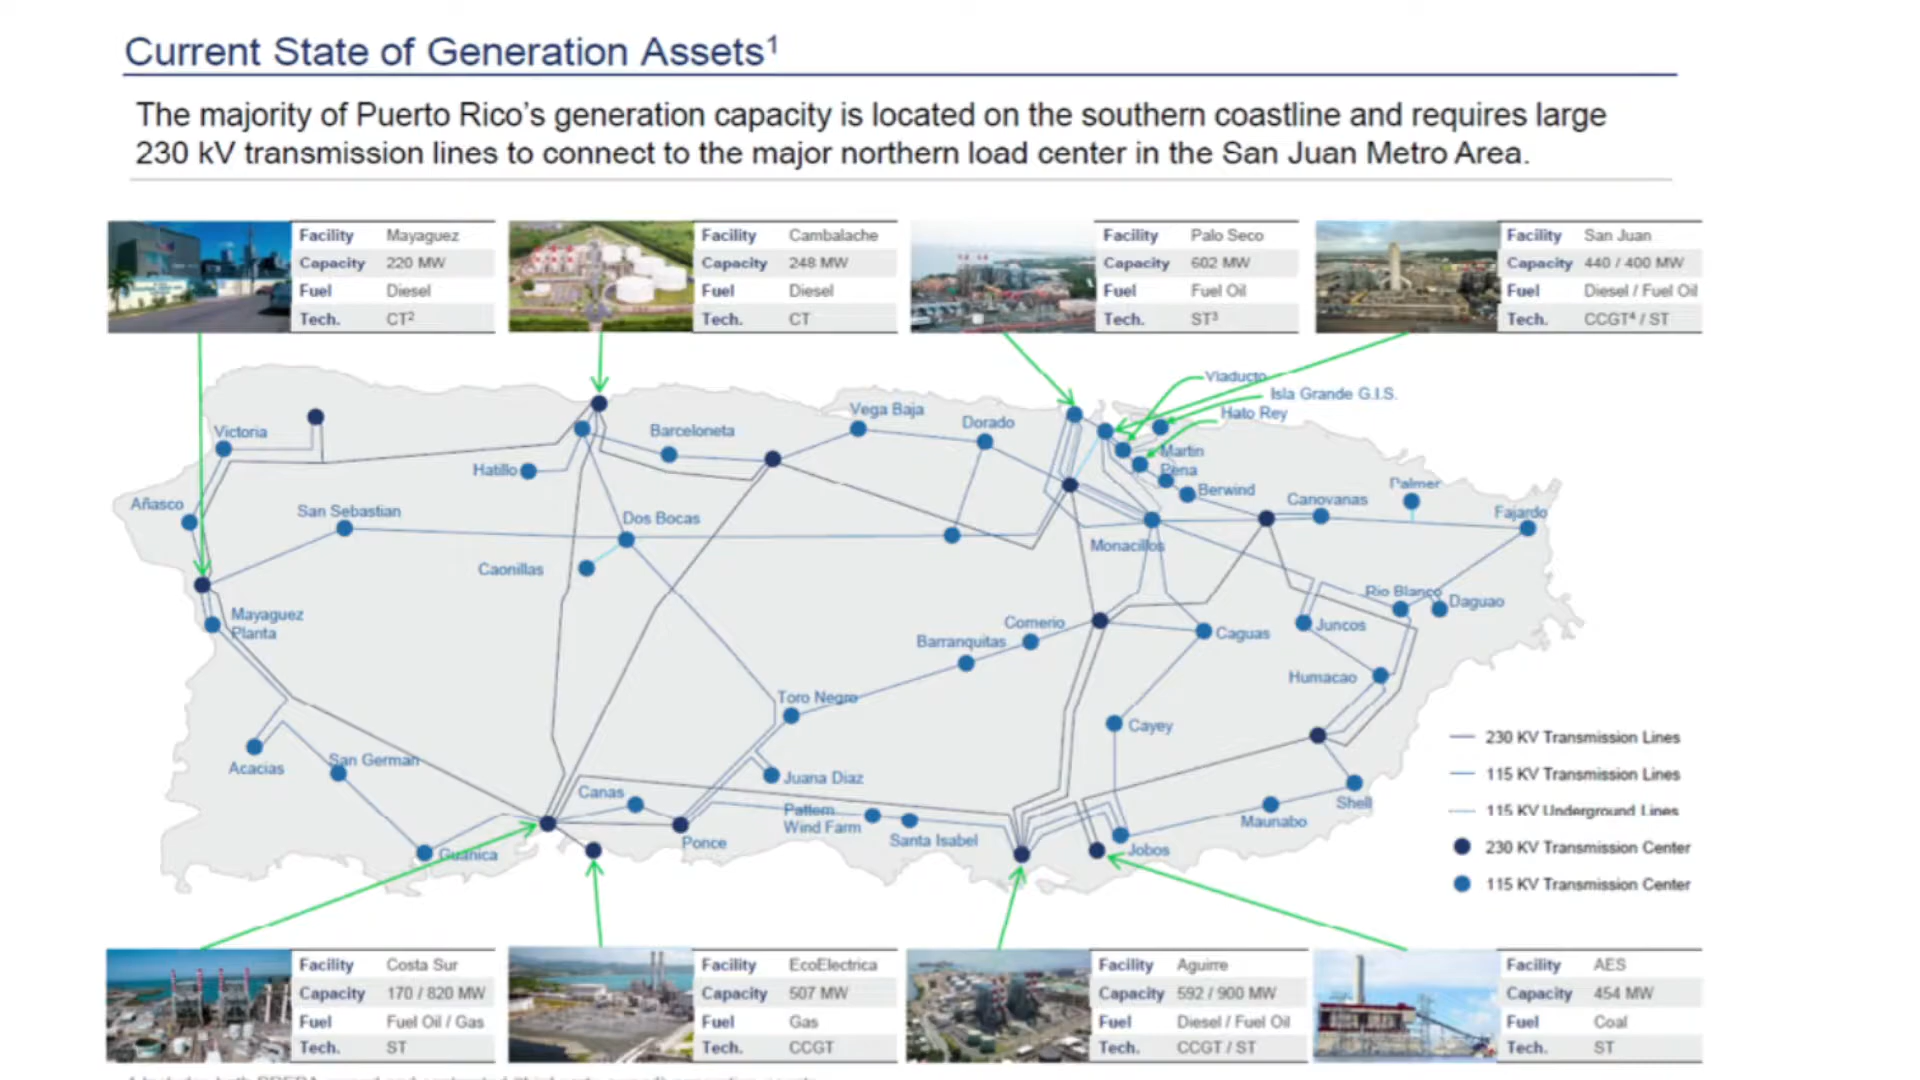 Current State of Generation Assets¹
The majority of Puerto Rico's generation capacity is located on the southern coastline and requires large
230 kV transmission lines to connect to the major northern load center in the San Juan Metro Area.
Facility Mayaguez
Capacity 220 MW
Fuel Diesel
Tech. CT²
Facility Cambalache
Capacity 248 MW
Fuel Diesel
Tech. CT
Facility Palo Seco
Capacity 602 MW
Fuel Fuel Oil
Tech. ST³
Facility San Juan
Capacity 440 / 400 MW
Fuel Diesel / Fuel Oil
Tech. CCGT⁴ / ST
Viaducto
Isla Grande G.I.S.
Hato Rey
Vega Baja
Dorado
Barceloneta
Victoria
Hatillo
Martin
Pena
Berwind
Canovanas
Palmer
Fajardo
Añasco
San Sebastian
Dos Bocas
Monacillos
Caonillas
Rio Blanco
Daguao
Mayaguez
Planta
Comerio
Barranquitas
Caguas
Juncos
Humacao
Toro Negro
Cayey
Acacias
San German
Juana Diaz
Canas
Pattern
Wind Farm
Santa Isabel
Ponce
Guanica
Jobos
Maunabo
Shell
230 KV Transmission Lines
115 KV Transmission Lines
115 KV Underground Lines
230 KV Transmission Center
115 KV Transmission Center
Facility Costa Sur
Capacity 170 / 820 MW
Fuel Fuel Oil / Gas
Tech. ST
Facility EcoElectrica
Capacity 507 MW
Fuel Gas
Tech. CCGT
Facility Aguirre
Capacity 592 / 900 MW
Fuel Diesel / Fuel Oil
Tech. CCGT / ST
Facility AES
Capacity 454 MW
Fuel Coal
Tech. ST